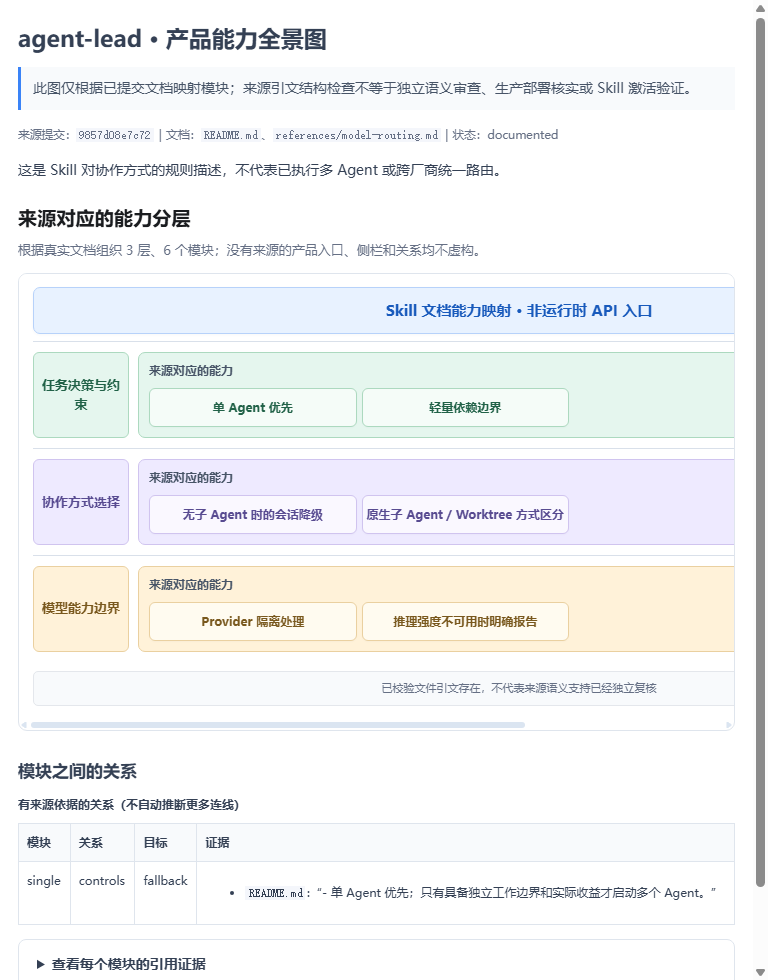 agent-lead · 产品能力全景图
此图仅根据已提交文档映射模块；来源引文结构检查不等于独立语义审查、生产部署核实或 Skill 激活验证。
来源提交：9857d08e7c72 | 文档：README.md、references/model-routing.md | 状态：documented
这是 Skill 对协作方式的规则描述，不代表已执行多 Agent 或跨厂商统一路由。
来源对应的能力分层
根据真实文档组织 3 层、6 个模块；没有来源的产品入口、侧栏和关系均不虚构。
Skill 文档能力映射 · 非运行时 API 入口
任务决策与约束
来源对应的能力
单 Agent 优先
轻量依赖边界
协作方式选择
来源对应的能力
无子 Agent 时的会话降级
原生子 Agent / Worktree 方式区分
模型能力边界
来源对应的能力
Provider 隔离处理
推理强度不可用时明确报告
已校验文件引文存在，不代表来源语义支持已经独立复核
模块之间的关系
有来源依据的关系（不自动推断更多连线）
模块 关系 目标 证据
single controls fallback • README.md：“- 单 Agent 优先；只有具备独立工作边界和实际收益才启动多个 Agent。”
▶ 查看每个模块的引用证据